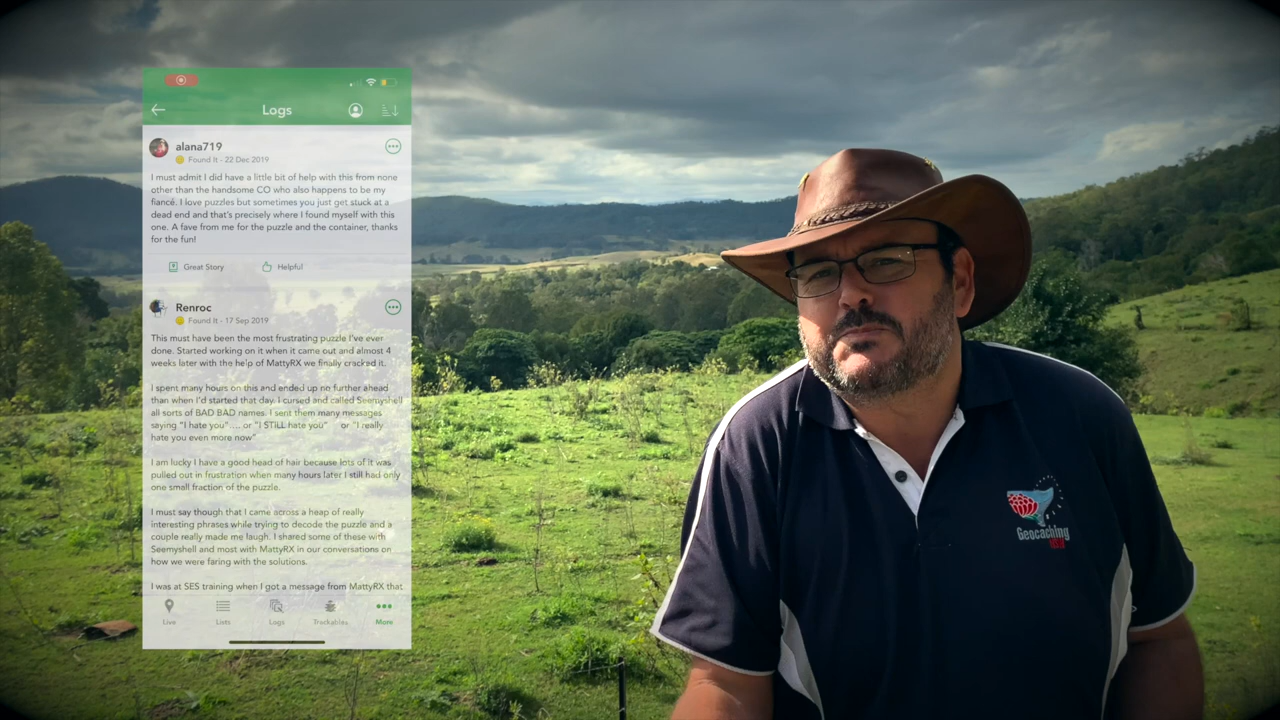 Logs
alana719
Found It - 22 Dec 2019
I must admit I did have a little bit of help with this from none
other than the handsome CO who also happens to be my
fiancé. I love puzzles but sometimes you just get stuck at a
dead end and that's precisely where I found myself with this
one. A fave from me for the puzzle and the container, thanks
for the fun!
Great Story
Helpful
Renroc
Found It - 17 Sep 2019
This must have been the most frustrating puzzle I've ever
done. Started working on it when it came out and almost 4
weeks later with the help of MattyRX we finally cracked it.
I spent many hours on this and ended up no further ahead
than when I'd started that day. I cursed and called Seemyshell
all sorts of BAD BAD names. I sent them many messages
saying "I hate you".... or "I STILL hate you" or "I really
hate you even more now"
I am lucky I have a good head of hair because lots of it was
pulled out in frustration when many hours later I still had only
one small fraction of the puzzle.
I must say though that I came across a heap of really
interesting phrases while trying to decode the puzzle and a
couple really made me laugh. I shared some of these with
Seemyshell and most with MattyRX in our conversations on
how we were faring with the solutions.
I was at SES training when I got a message from MattyRX that
Live
Lists
Logs
Trackables
More
Geocaching
NSW